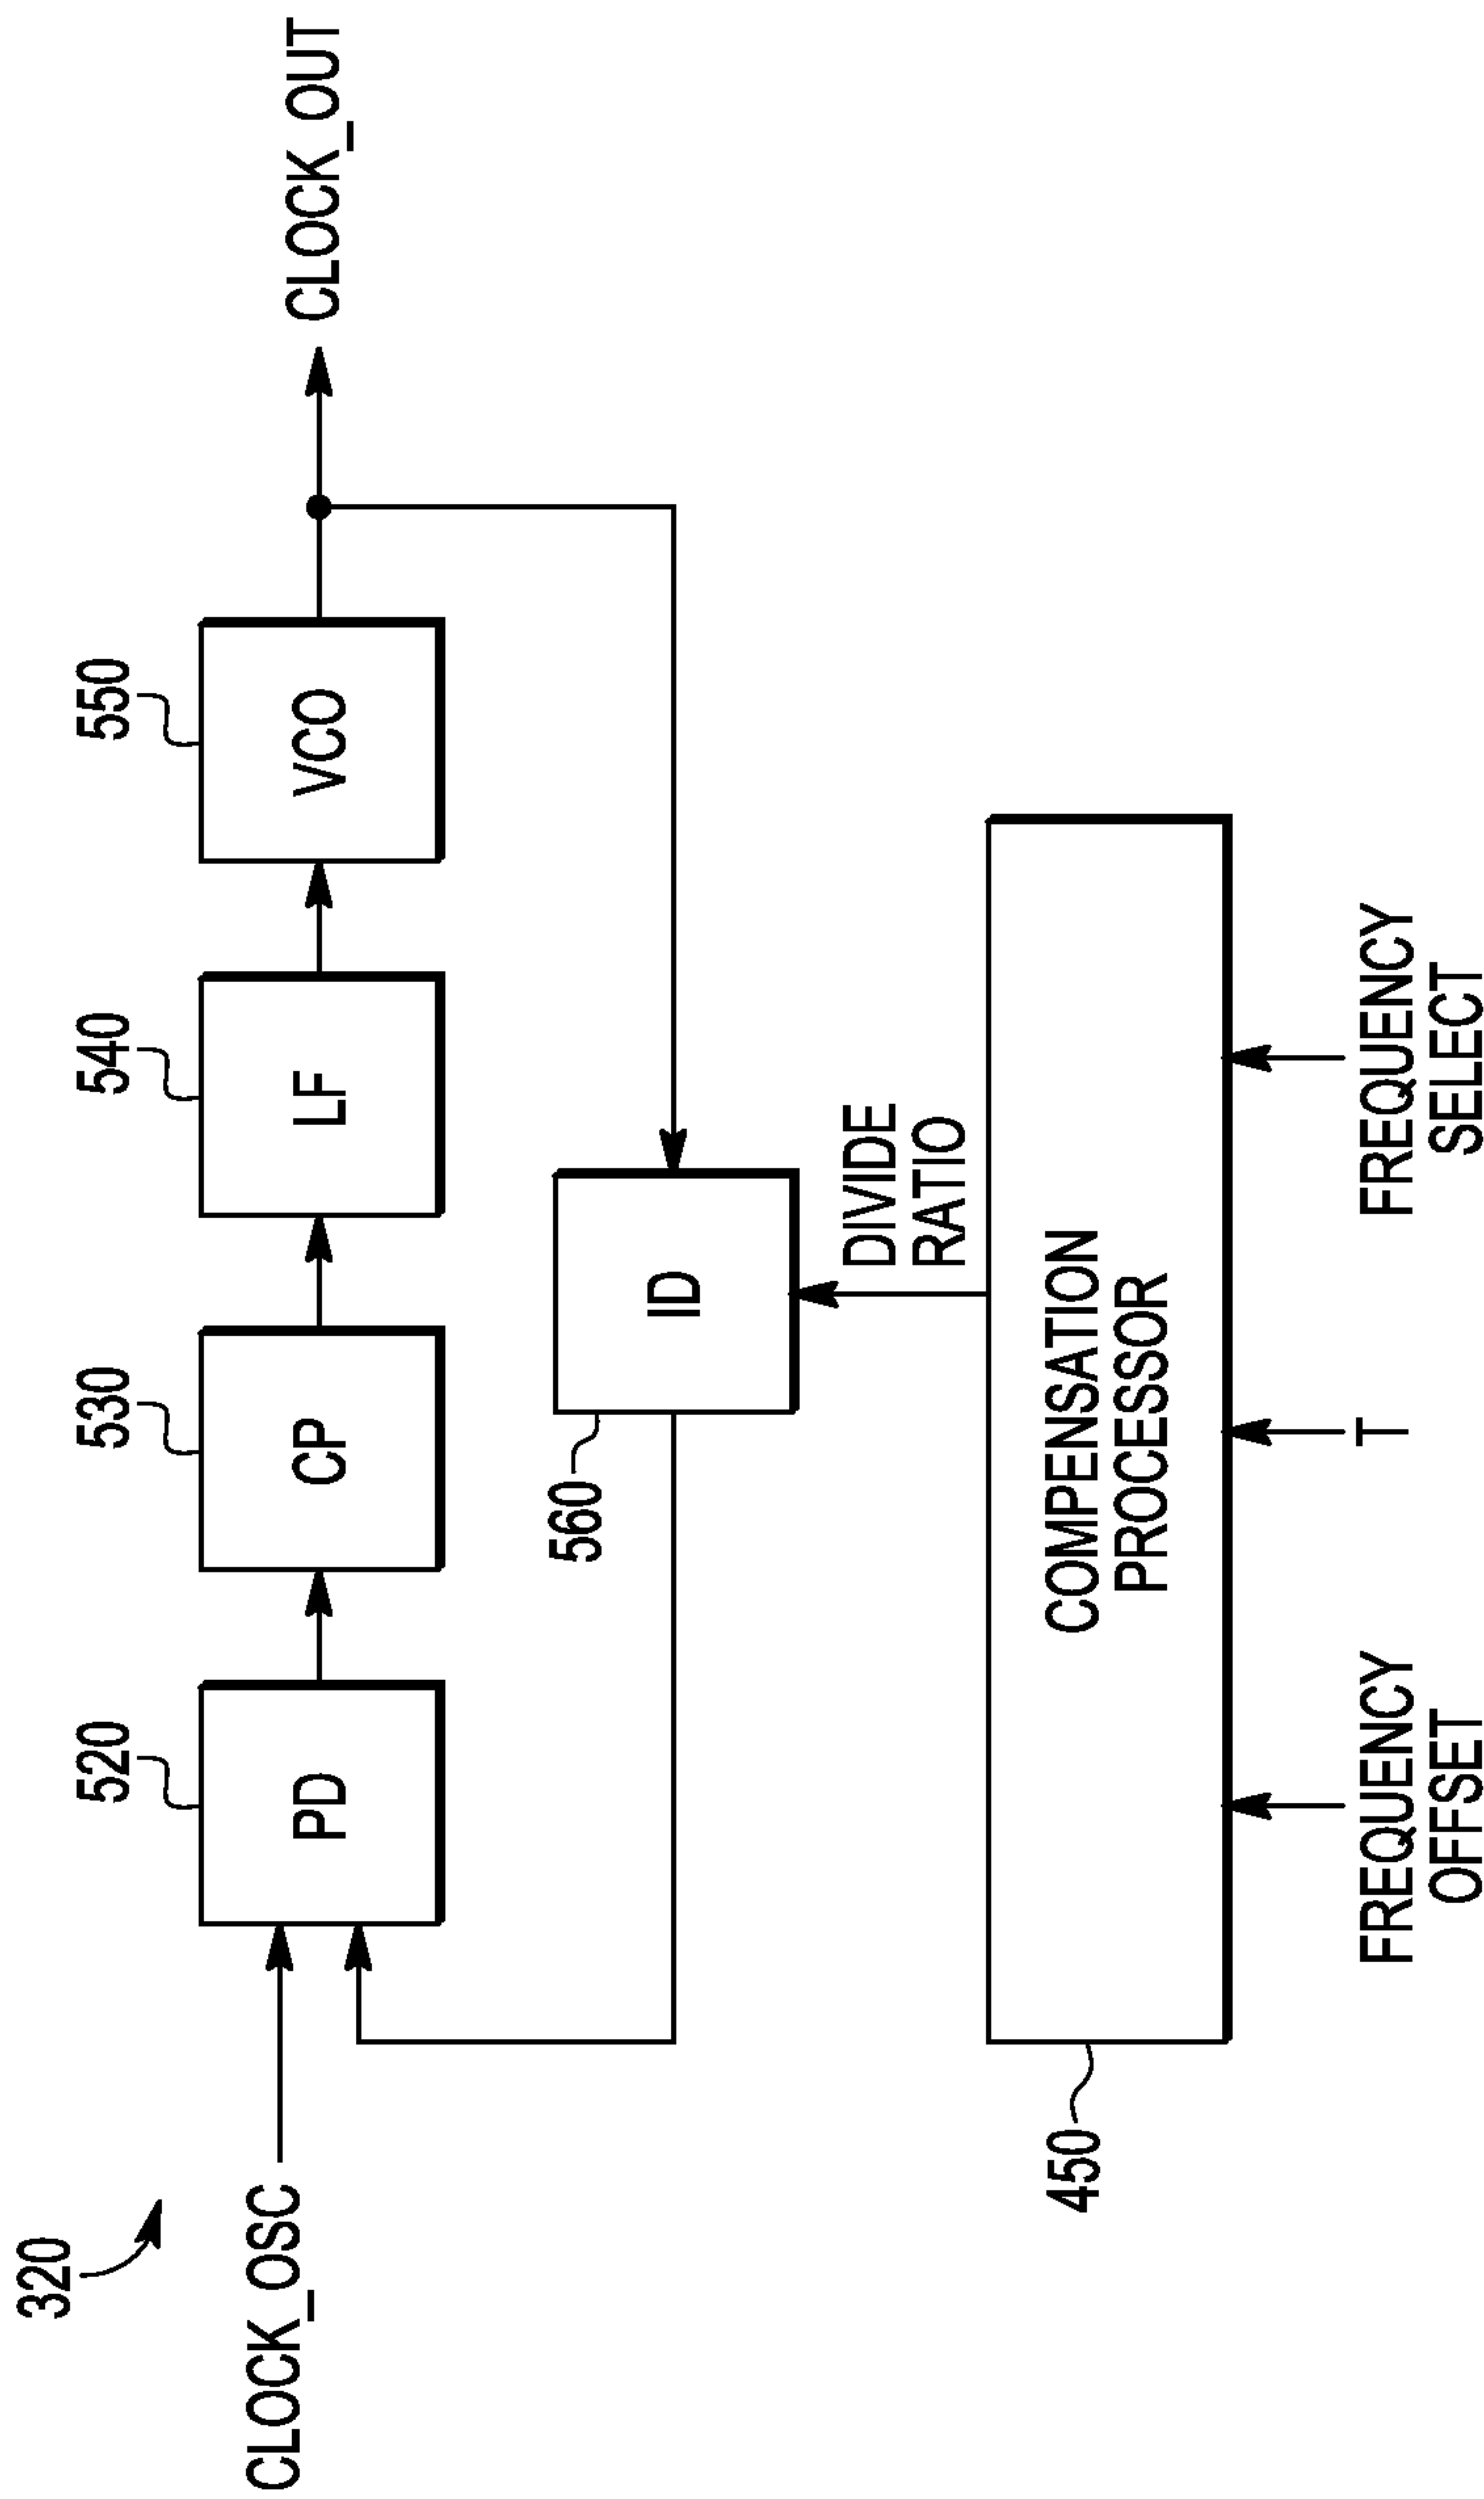 320
520
530
540
550
CLOCK_OSC
PD
CP
LF
VCO
CLOCK_OUT
560
ID
DIVIDE
RATIO
450
COMPENSATION
PROCESSOR
FREQUENCY
OFFSET
T
FREQUENCY
SELECT